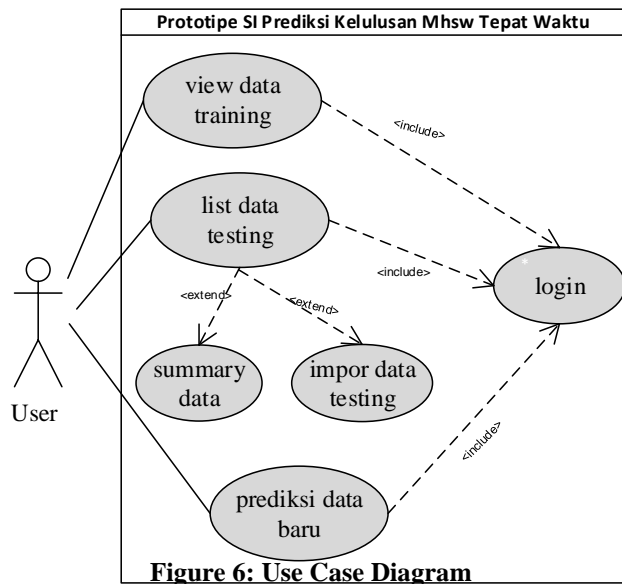 Prototipe SI Prediksi Kelulusan Mhsw Tepat Waktu
view data
training
<include>
list data
testing
<include>
login
<extend>
<extend>
summary
data
impor data
testing
User
<include>
prediksi data
baru
Figure 6: Use Case Diagram